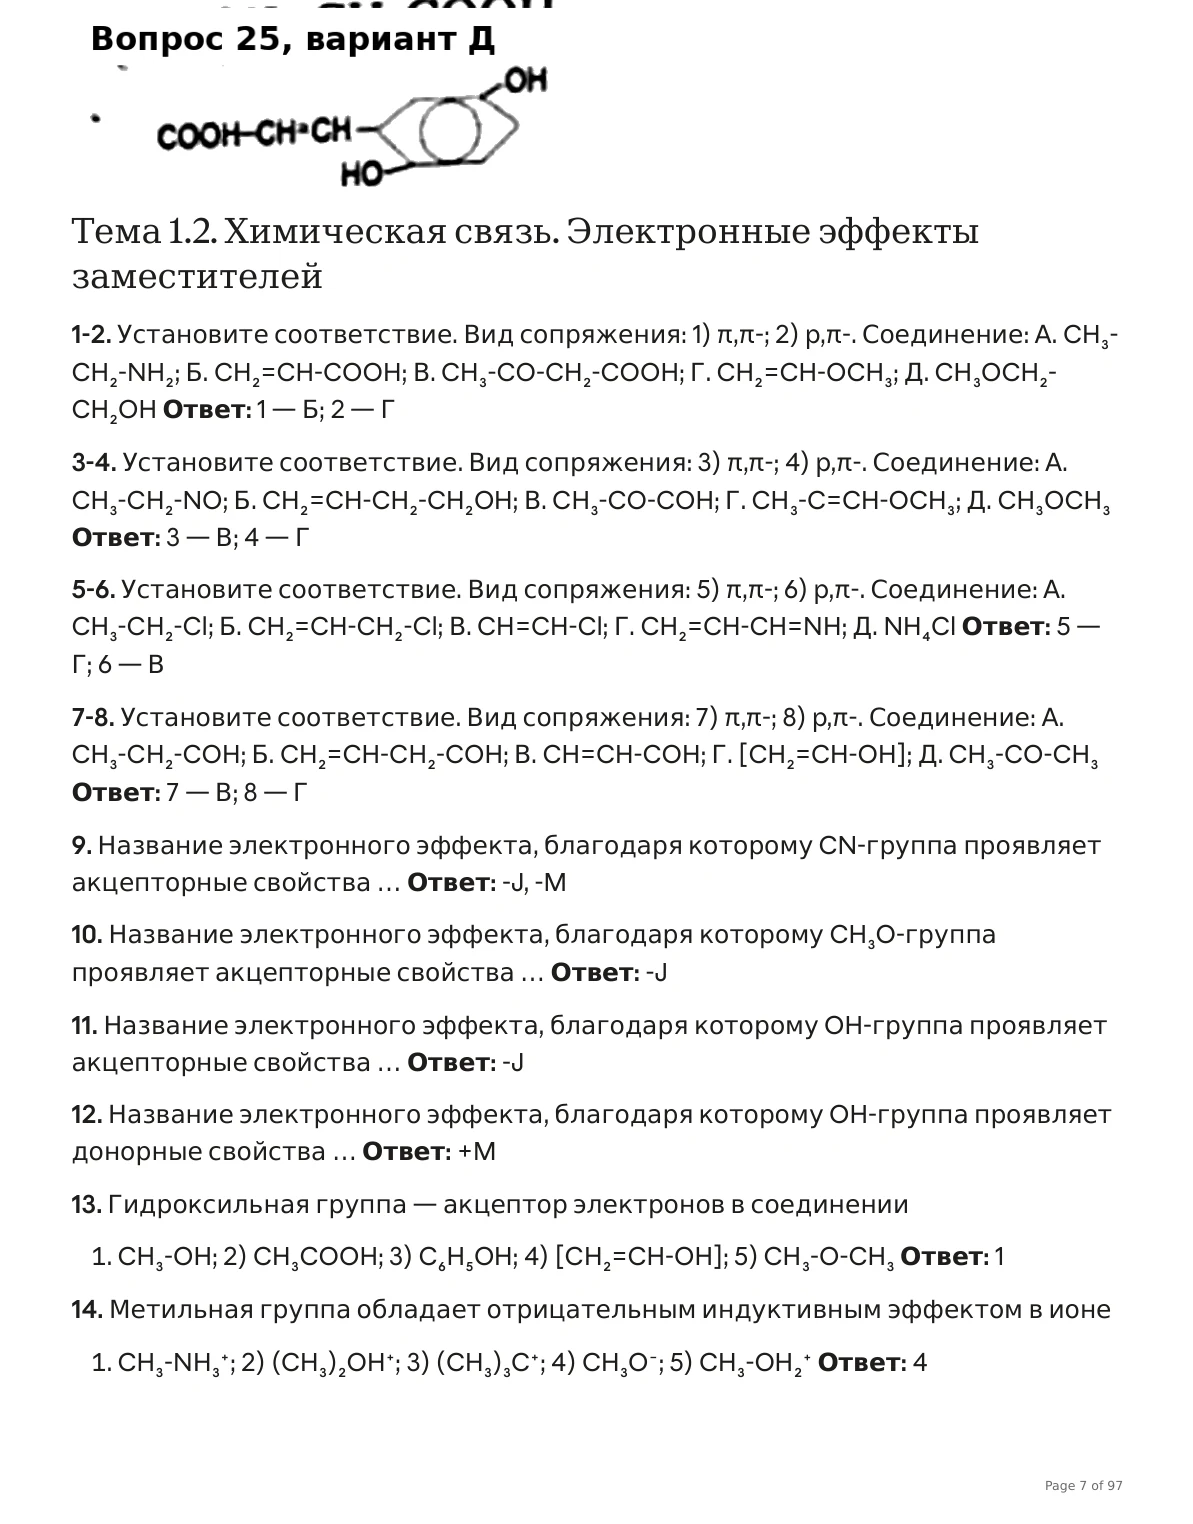 Вопрос 25, вариант Д
OH
COOH-CH=CH
HO
Тема 1.2. Химическая связь. Электронные эффекты
заместителей
1-2. Установите соответствие. Вид сопряжения: 1) π,π-; 2) р,π-. Соединение: А. CH₃-
CH₂-NH₂; Б. CH₂=CH-COOH; В. CH₃-CO-CH₂-COOH; Г. CH₂=CH-OCH₃; Д. CH₃OCH₂-
CH₂OH Ответ: 1 — Б; 2 — Г
3-4. Установите соответствие. Вид сопряжения: 3) π,π-; 4) р,π-. Соединение: А.
CH₃-CH₂-NO; Б. CH₂=CH-CH₂-CH₂OH; В. CH₃-CO-COH; Г. CH₃-C=CH-OCH₃; Д. CH₃OCH₃
Ответ: 3 — В; 4 — Г
5-6. Установите соответствие. Вид сопряжения: 5) π,π-; 6) р,π-. Соединение: А.
CH₃-CH₂-Cl; Б. CH₂=CH-CH₂-Cl; В. CH=CH-Cl; Г. CH₂=CH-CH=NH; Д. NH₄Cl Ответ: 5 —
Г; 6 — В
7-8. Установите соответствие. Вид сопряжения: 7) π,π-; 8) р,π-. Соединение: А.
CH₃-CH₂-COH; Б. CH₂=CH-CH₂-COH; В. CH=CH-COH; Г. [CH₂=CH-OH]; Д. CH₃-CO-CH₃
Ответ: 7 — В; 8 — Г
9. Название электронного эффекта, благодаря которому CN-группа проявляет
акцепторные свойства ... Ответ: -J, -M
10. Название электронного эффекта, благодаря которому CH₃O-группа
проявляет акцепторные свойства ... Ответ: -J
11. Название электронного эффекта, благодаря которому OH-группа проявляет
акцепторные свойства ... Ответ: -J
12. Название электронного эффекта, благодаря которому OH-группа проявляет
донорные свойства ... Ответ: +M
13. Гидроксильная группа — акцептор электронов в соединении
1. CH₃-OH; 2) CH₃COOH; 3) C₆H₅OH; 4) [CH₂=CH-OH]; 5) CH₃-O-CH₃ Ответ: 1
14. Метильная группа обладает отрицательным индуктивным эффектом в ионе
1. CH₃-NH₃⁺; 2) (CH₃)₂OH⁺; 3) (CH₃)₃C⁺; 4) CH₃O⁻; 5) CH₃-OH₂⁺ Ответ: 4
Page 7 of 97